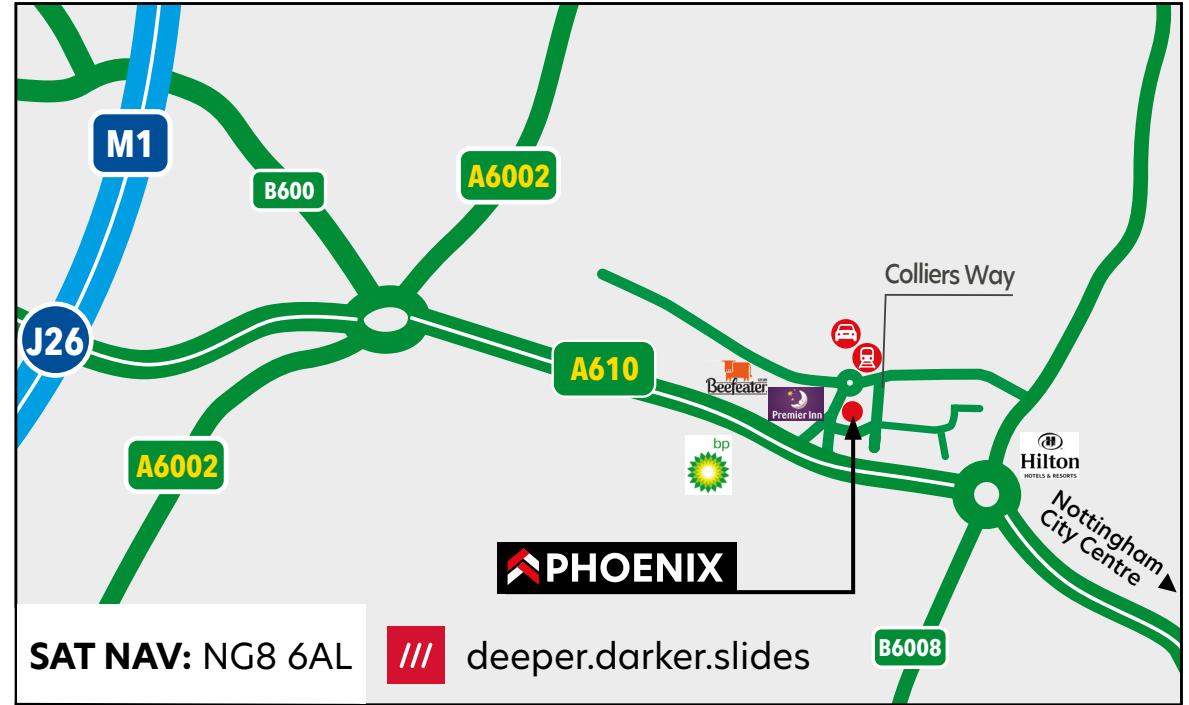 M1
B600
A6002
Colliers Way
J26
A610
Beefeater
Premier Inn
bp
A6002
Hilton
HOTELS & RESORTS
Nottingham
City Centre
PHOENIX
SAT NAV: NG8 6AL
/// deeper.darker.slides
B6008